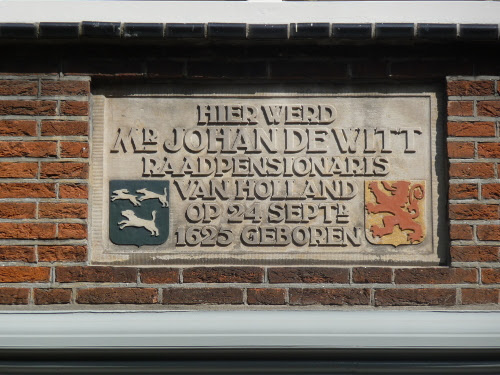 HIER WERD
MR. JOHAN DE WITT
RAADPENSIONARIS
VAN HOLLAND
OP 24 SEPTR.
1625 GEBOREN